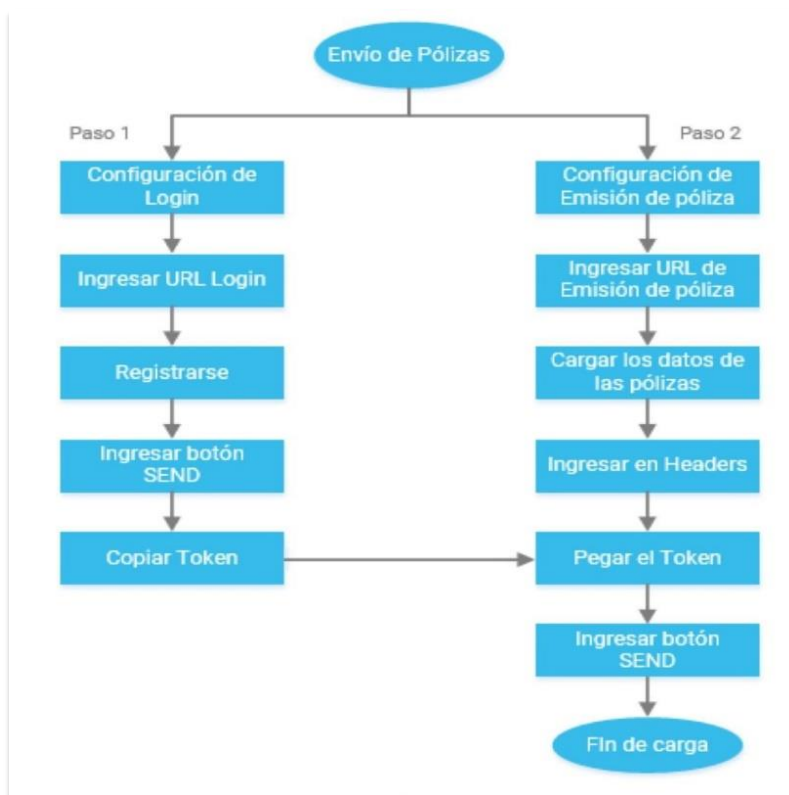 Envío de Pólizas
Paso 1
Paso 2
Configuración de
Login
Configuración de
Emisión de póliza
Ingresar URL Login
Ingresar URL de
Emisión de póliza
Registrarse
Cargar los datos de
las pólizas
Ingresar botón
SEND
Ingresar en Headers
Copiar Token
Pegar el Token
Ingresar botón
SEND
FIn de carga